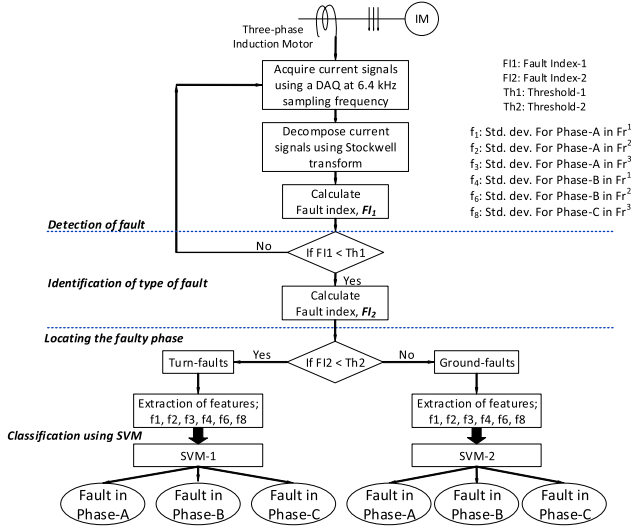 Three-phase
Induction Motor
IM
Acquire current signals
using a DAQ at 6.4 kHz
sampling frequency
FI1: Fault Index-1
FI2: Fault Index-2
Th1: Threshold-1
Th2: Threshold-2
Decompose current
signals using Stockwell
transform
f1: Std. dev. For Phase-A in Fr1
f2: Std. dev. For Phase-A in Fr2
f3: Std. dev. For Phase-A in Fr3
f4: Std. dev. For Phase-B in Fr1
f6: Std. dev. For Phase-B in Fr2
f8: Std. dev. For Phase-C in Fr3
Calculate
Fault index, FI1
Detection of fault
No
If FI1 < Th1
Yes
Identification of type of fault
Calculate
Fault index, FI2
Locating the faulty phase
Turn-faults
Yes
If FI2 < Th2
No
Ground-faults
Extraction of features;
f1, f2, f3, f4, f6, f8
Extraction of features;
f1, f2, f3, f4, f6, f8
Classification using SVM
SVM-1
SVM-2
Fault in
Phase-A
Fault in
Phase-B
Fault in
Phase-C
Fault in
Phase-A
Fault in
Phase-B
Fault in
Phase-C